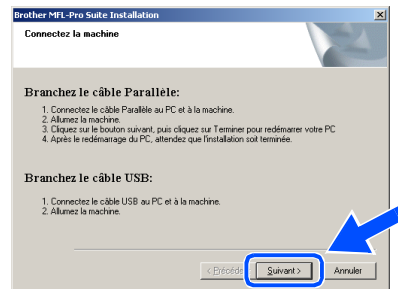 Brother MFL-Pro Suite Installation
Connectez la machine
Branchez le câble Parallèle:
1. Connectez le câble Parallèle au PC et à la machine.
2. Allumez la machine.
3. Cliquez sur le bouton suivant, puis cliquez sur Terminer pour redémarrer votre PC
4. Après le redémarrage du PC, attendez que l'installation soit terminée.
Branchez le câble USB:
1. Connectez le câble USB au PC et à la machine.
2. Allumez la machine.
< Précéde Suivant > Annuler